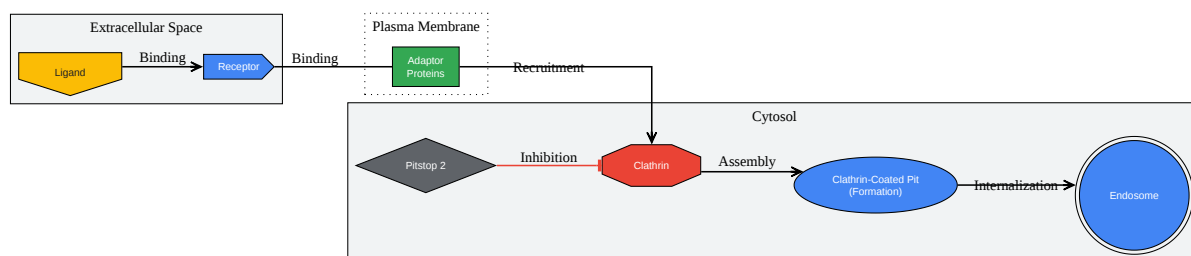 Extracellular Space
Ligand
Binding
Receptor
Binding
Plasma Membrane
Adaptor
Proteins
Recruitment
Cytosol
Pitstop 2
Inhibition
Clathrin
Assembly
Clathrin-Coated Pit
(Formation)
Internalization
Endosome